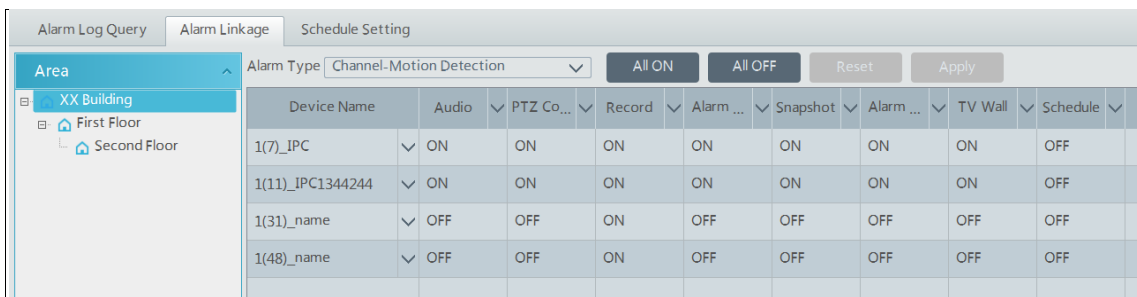 Alarm Log Query Alarm Linkage Schedule Setting
Area Alarm Type Channel-Motion Detection All ON All OFF Reset Apply
XX Building
First Floor
Second Floor
Device Name Audio PTZ Co... Record Alarm ... Snapshot Alarm ... TV Wall Schedule
1(7)_IPC ON ON ON ON ON ON ON OFF
1(11)_IPC1344244 ON ON ON ON ON ON ON OFF
1(31)_name OFF OFF ON OFF OFF OFF OFF OFF
1(48)_name OFF OFF ON OFF OFF OFF OFF OFF